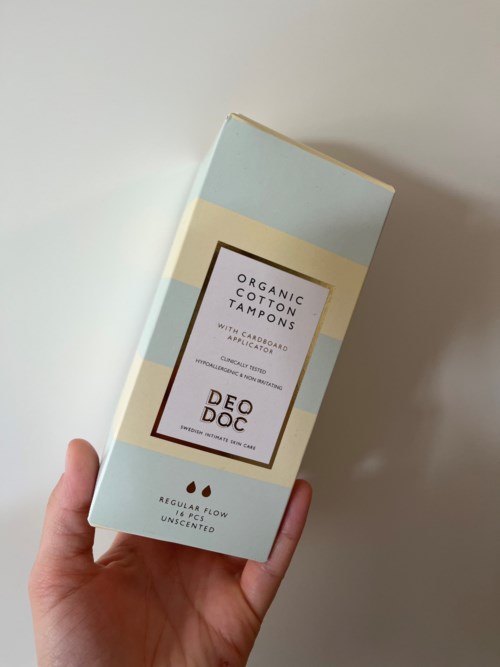 ORGANIC
COTTON
TAMPONS
WITH CARDBOARD
APPLICATOR
CLINICALLY TESTED
HYPOALLERGENIC & NON IRRITATING
DEO
DOC
SWEDISH INTIMATE SKIN CARE
REGULAR FLOW
16 PCS
UNSCENTED